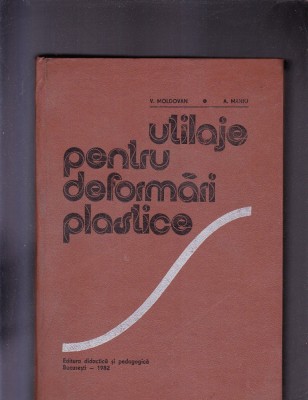 V. MOLDOVAN * A. MANIU
utilaje
pentru
deformări
plastice
Editura didactică și pedagogică
București – 1982